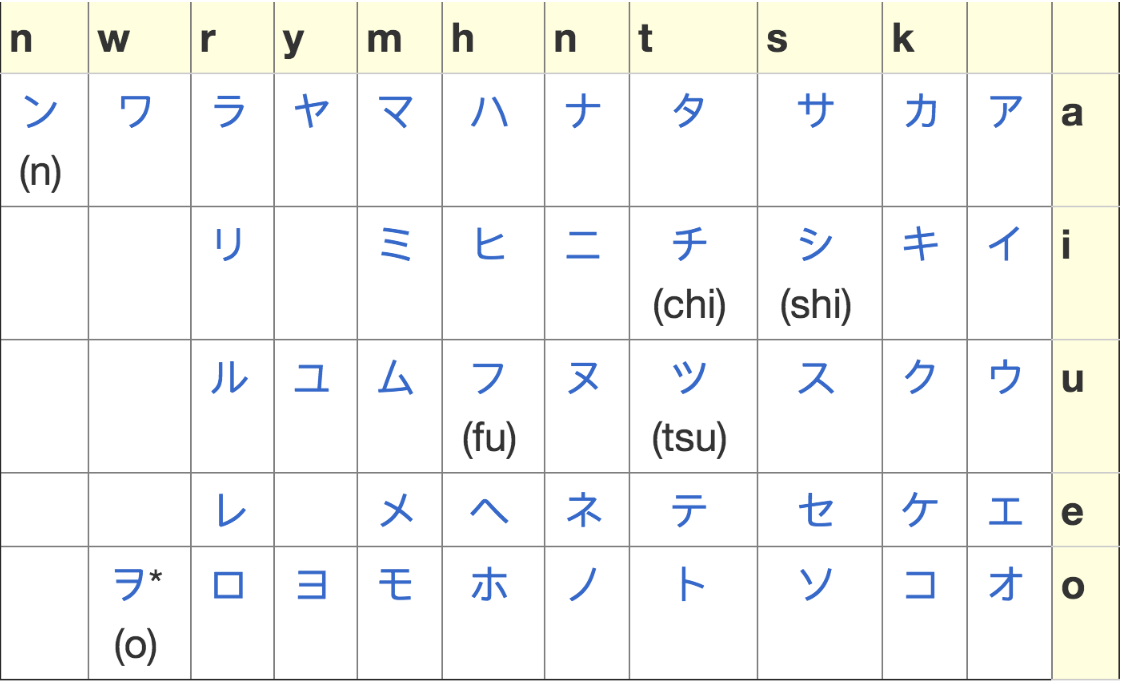 n w r y m h n t s k
ン ワ ラ ヤ マ ハ ナ タ サ カ ア a
(n)
リ ミ ヒ ニ チ シ キ イ i
(chi) (shi)
ル ユ ム フ ヌ ツ ス ク ウ u
(fu) (tsu)
レ メ ヘ ネ テ セ ケ エ e
ヲ* ロ ヨ モ ホ ノ ト ソ コ オ o
(o)